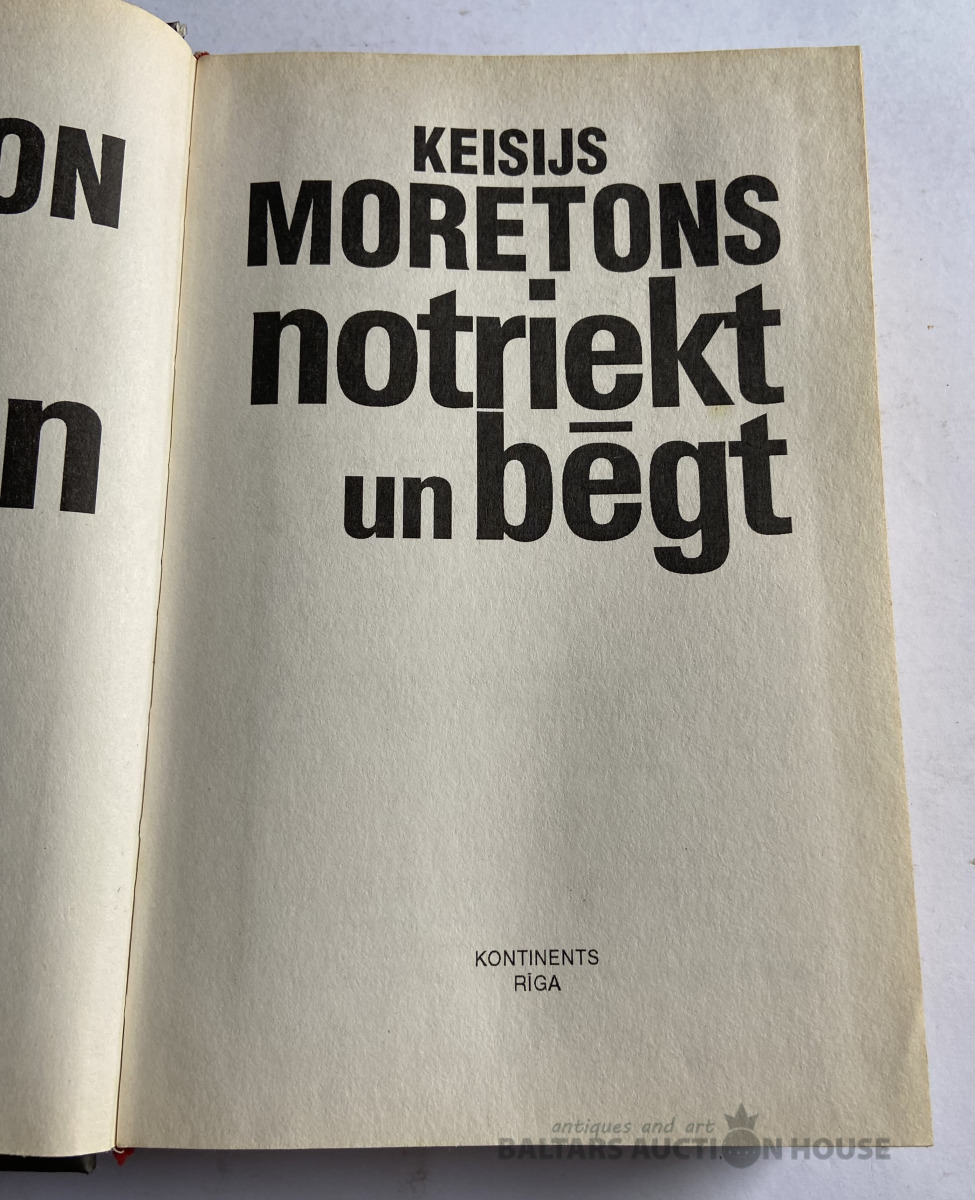 ON
n
KEISIJS
MORETONS
notriekt
un bēgt
KONTINENTS
RĪGA
antiques and art
BALTARS AUCTION HOUSE